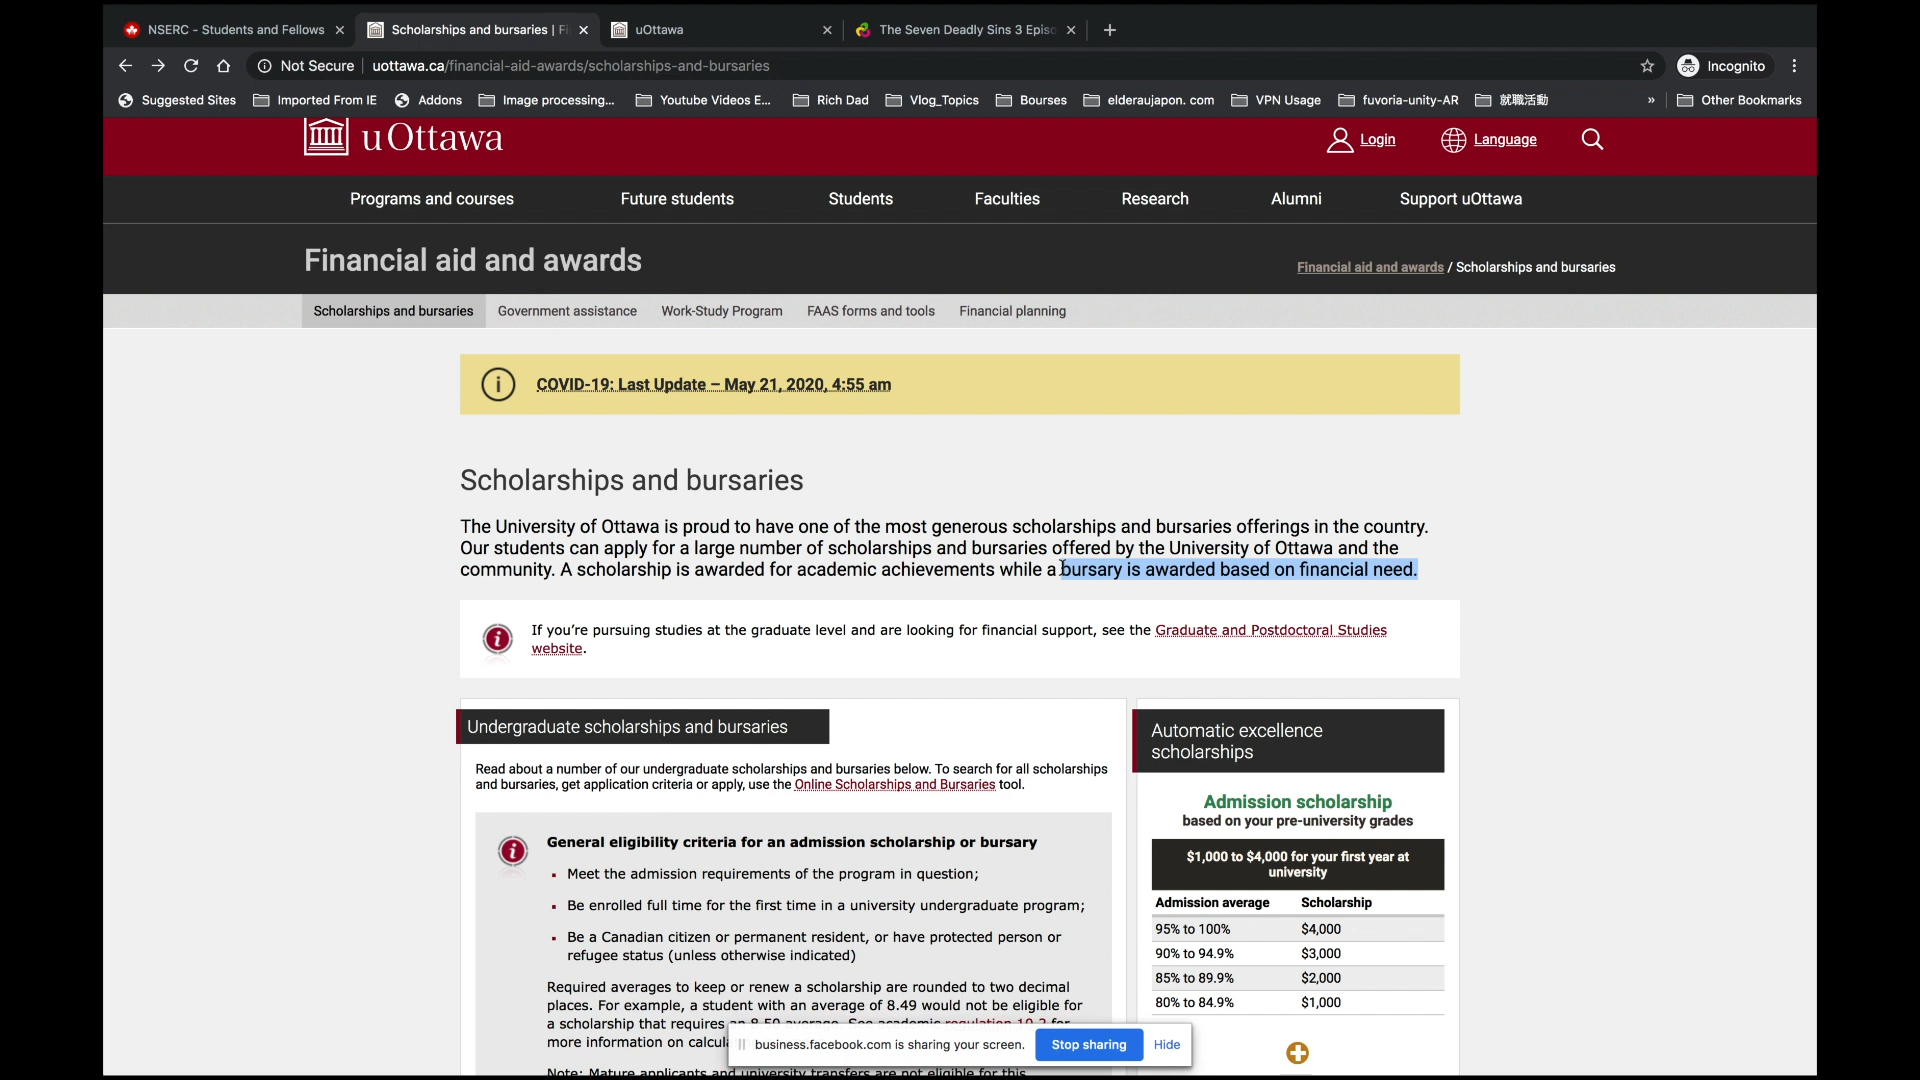 NSERC - Students and Fellows
Scholarships and bursaries | Fi
uOttawa
The Seven Deadly Sins 3 Episo
Not Secure
uottawa.ca/financial-aid-awards/scholarships-and-bursaries
Incognito
Suggested Sites
Imported From IE
Addons
Image processing...
Youtube Videos E...
Rich Dad
Vlog_Topics
Bourses
elderaujapon. com
VPN Usage
fuvoria-unity-AR
就職活動
»
Other Bookmarks
uOttawa
Login
Language
Programs and courses
Future students
Students
Faculties
Research
Alumni
Support uOttawa
Financial aid and awards
Financial aid and awards / Scholarships and bursaries
Scholarships and bursaries
Government assistance
Work-Study Program
FAAS forms and tools
Financial planning
COVID-19: Last Update – May 21, 2020, 4:55 am
Scholarships and bursaries
The University of Ottawa is proud to have one of the most generous scholarships and bursaries offerings in the country.
Our students can apply for a large number of scholarships and bursaries offered by the University of Ottawa and the
community. A scholarship is awarded for academic achievements while a bursary is awarded based on financial need.
If you're pursuing studies at the graduate level and are looking for financial support, see the Graduate and Postdoctoral Studies
website.
Undergraduate scholarships and bursaries
Read about a number of our undergraduate scholarships and bursaries below. To search for all scholarships
and bursaries, get application criteria or apply, use the Online Scholarships and Bursaries tool.
General eligibility criteria for an admission scholarship or bursary
Meet the admission requirements of the program in question;
Be enrolled full time for the first time in a university undergraduate program;
Be a Canadian citizen or permanent resident, or have protected person or
refugee status (unless otherwise indicated)
Required averages to keep or renew a scholarship are rounded to two decimal
places. For example, a student with an average of 8.49 would not be eligible for
a scholarship that requires an 8.50 average. See academic regulation 10.2 for
more information on calcula
Note: Mature applicants and university transfers are not eligible for this
Automatic excellence
scholarships
Admission scholarship
based on your pre-university grades
$1,000 to $4,000 for your first year at
university
Admission average Scholarship
95% to 100% $4,000
90% to 94.9% $3,000
85% to 89.9% $2,000
80% to 84.9% $1,000
business.facebook.com is sharing your screen.
Stop sharing
Hide